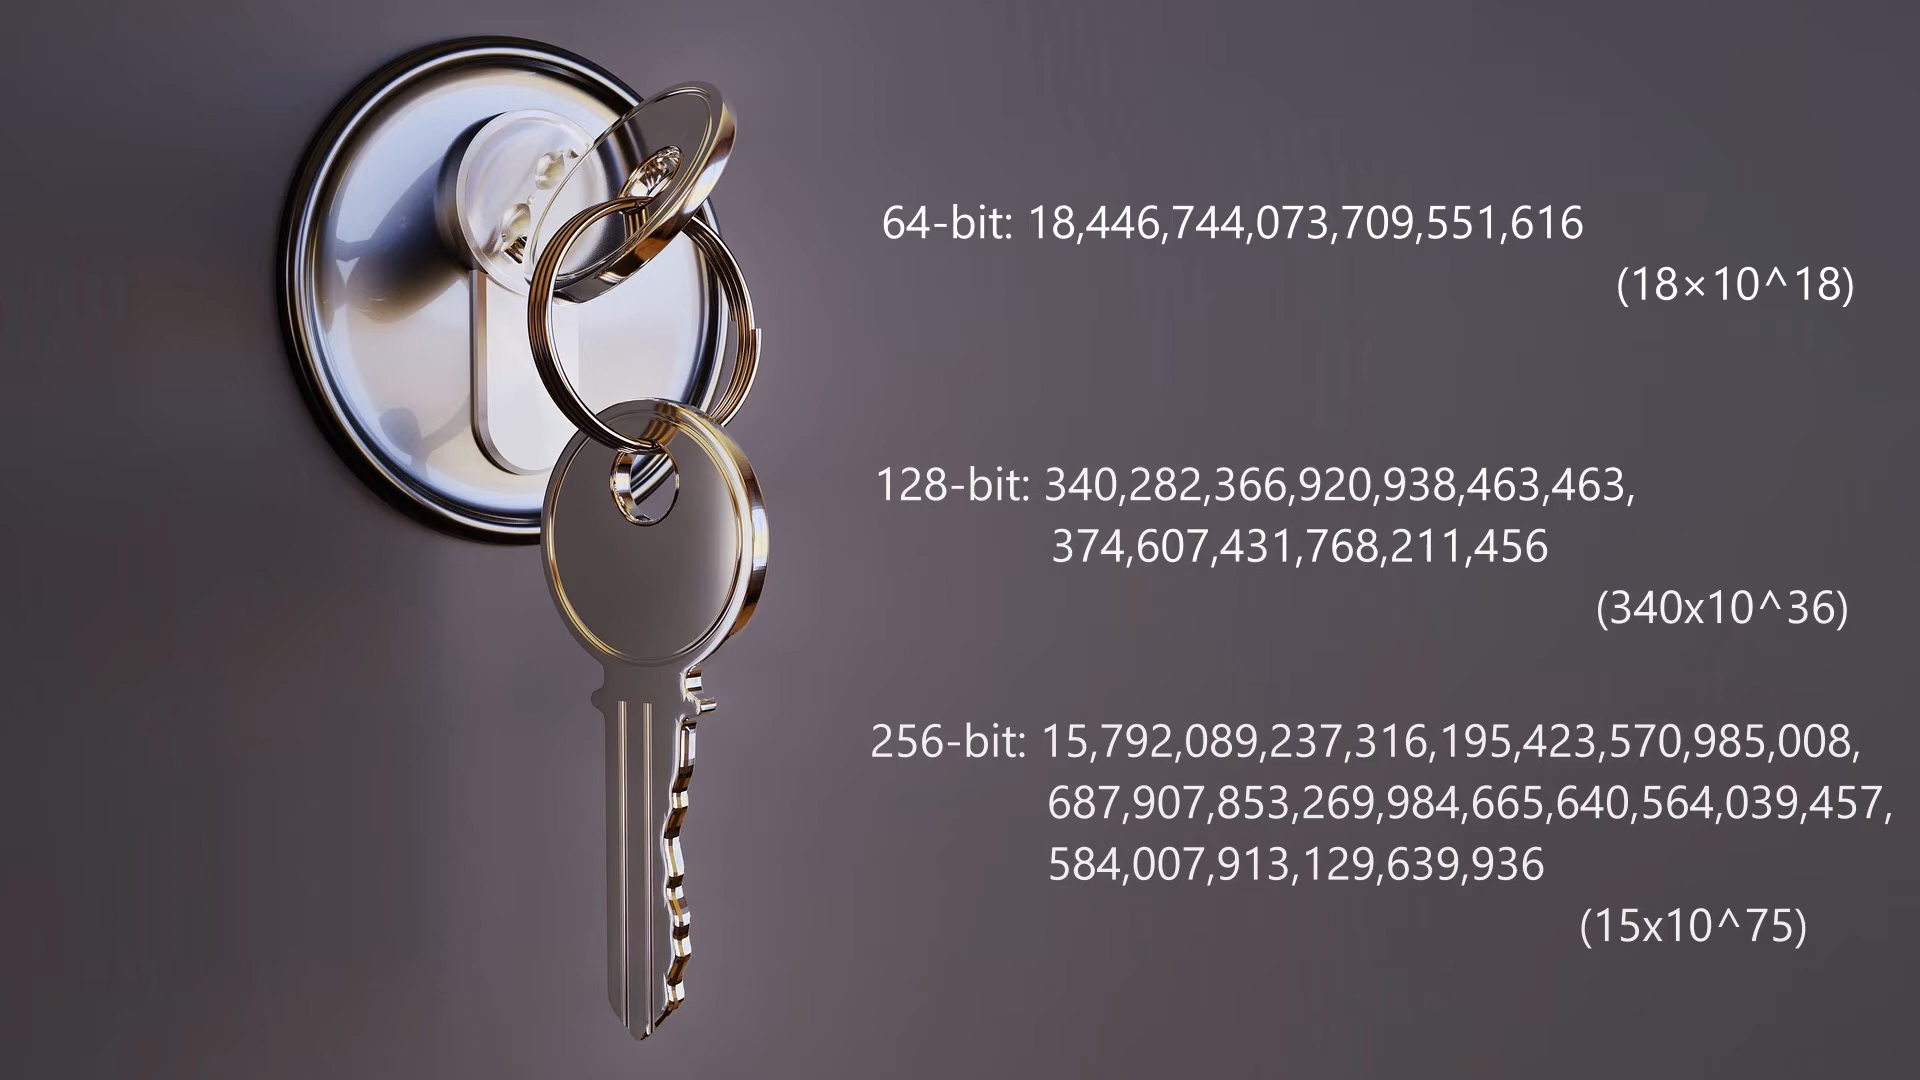 64-bit: 18,446,744,073,709,551,616
(18×10^18)
128-bit: 340,282,366,920,938,463,463,
374,607,431,768,211,456
(340x10^36)
256-bit: 15,792,089,237,316,195,423,570,985,008,
687,907,853,269,984,665,640,564,039,457,
584,007,913,129,639,936
(15x10^75)